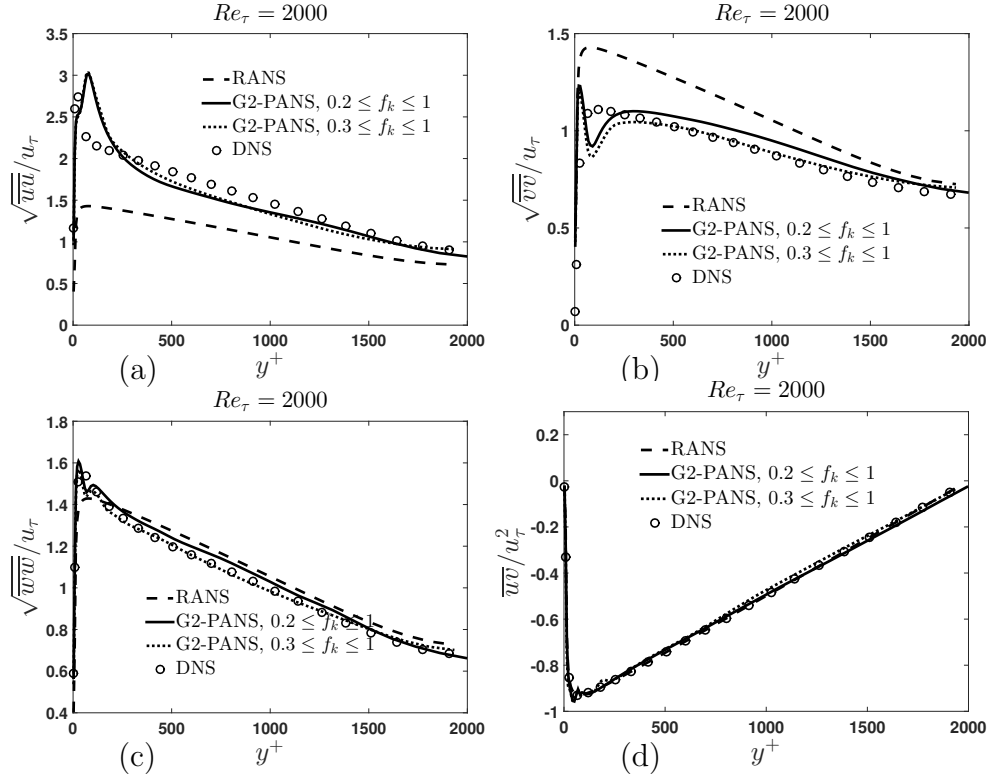 Re_τ = 2000
3.5
3
2.5
2
1.5
1
0.5
0
√\overline{\overline{uu}}/u_τ
RANS
G2-PANS, 0.2 ≤ f_k ≤ 1
G2-PANS, 0.3 ≤ f_k ≤ 1
DNS
0 500 1000 1500 2000
(a) y^+
Re_τ = 2000
1.5
1
0.5
0
√\overline{\overline{vv}}/u_τ
RANS
G2-PANS, 0.2 ≤ f_k ≤ 1
G2-PANS, 0.3 ≤ f_k ≤ 1
DNS
0 500 1000 1500 2000
(b) y^+
Re_τ = 2000
1.8
1.6
1.4
1.2
1
0.8
0.6
0.4
√\overline{\overline{ww}}/u_τ
RANS
G2-PANS, 0.2 ≤ f_k ≤ 1
G2-PANS, 0.3 ≤ f_k ≤ 1
DNS
0 500 1000 1500 2000
(c) y^+
Re_τ = 2000
0.2
0
-0.2
-0.4
-0.6
-0.8
-1
\overline{uv}/u_τ^2
RANS
G2-PANS, 0.2 ≤ f_k ≤ 1
G2-PANS, 0.3 ≤ f_k ≤ 1
DNS
0 500 1000 1500 2000
(d) y^+